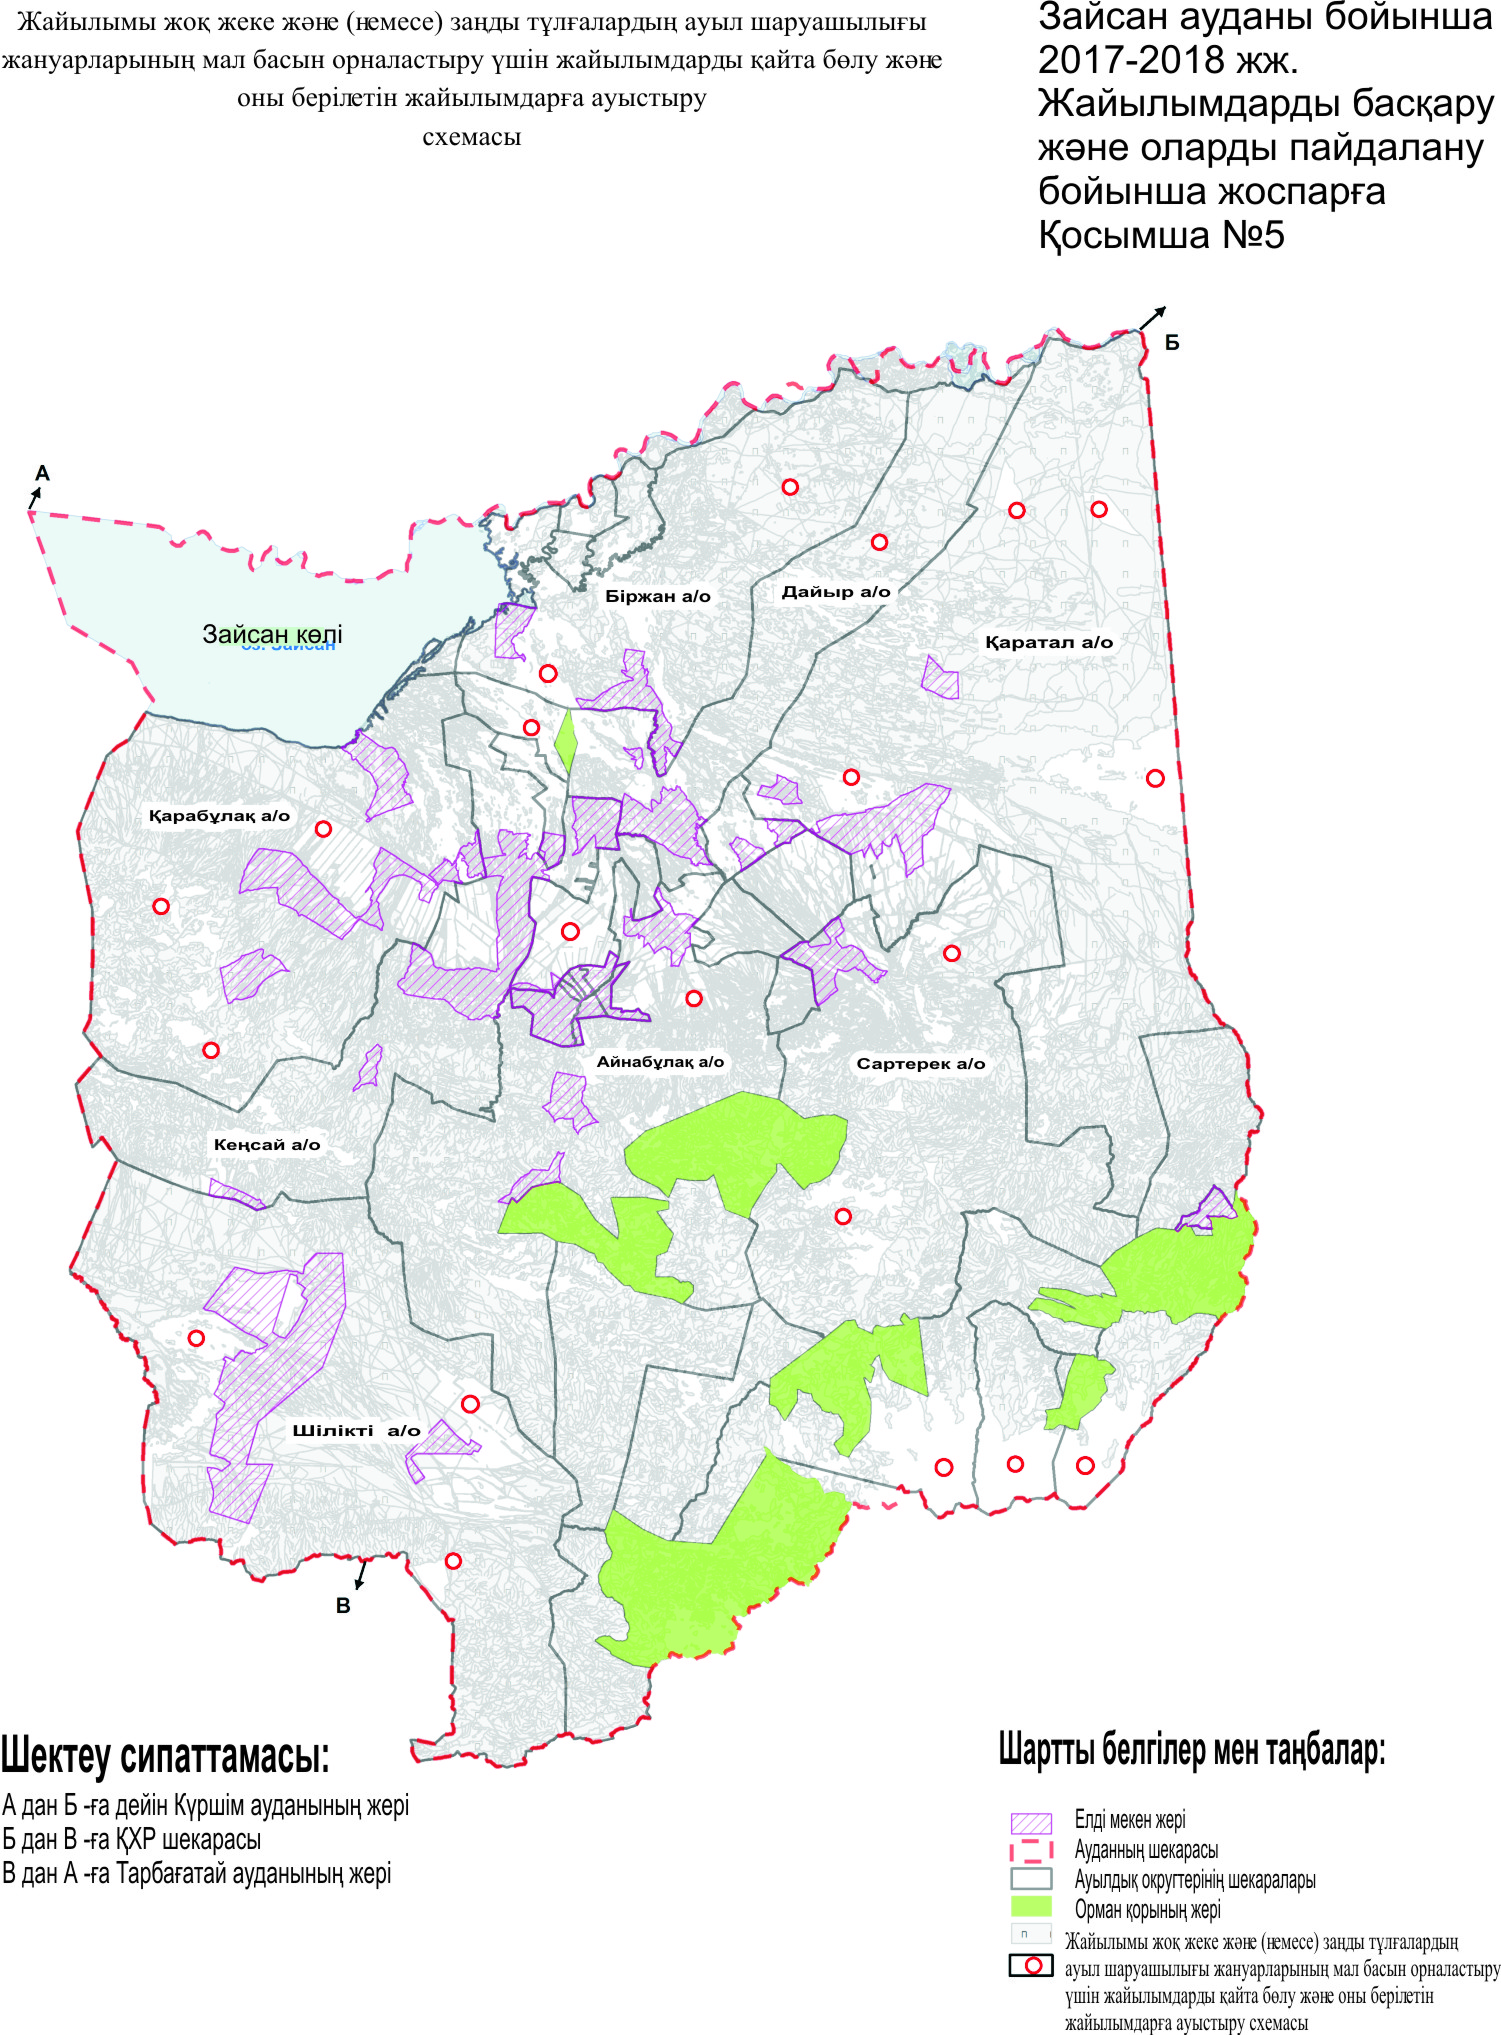 Жайылымы жоқ жеке және (немесе) заңды тұлғалардың ауыл шаруашылығы
жануарларының мал басын орналастыру үшін жайылымдарды қайта бөлу және
оны берілетін жайылымдарға ауыстыру
схемасы
Зайсан ауданы бойынша
2017-2018 жж.
Жайылымдарды басқару
және оларды пайдалану
бойынша жоспарға
Қосымша №5
Б
А
Біржан а/о
Дайыр а/о
Зайсан көлі
оз. Зайсан
Қаратал а/о
Қарабұлақ а/о
Айнабұлақ а/о
Сартерек а/о
Кеңсай а/о
Шілікті а/о
В
Шектеу сипаттамасы:
А дан Б -ға дейін Күршім ауданының жері
Б дан В -ға ҚХР шекарасы
В дан А -ға Тарбағатай ауданының жері
Шартты белгілер мен таңбалар:
Елді мекен жері
Ауданның шекарасы
Ауылдық округтерінің шекаралары
Орман қорының жері
п
Жайылымы жоқ жеке және (немесе) заңды тұлғалардың
ауыл шаруашылығы жануарларының мал басын орналастыру
үшін жайылымдарды қайта бөлу және оны берілетін
жайылымдарға ауыстыру схемасы